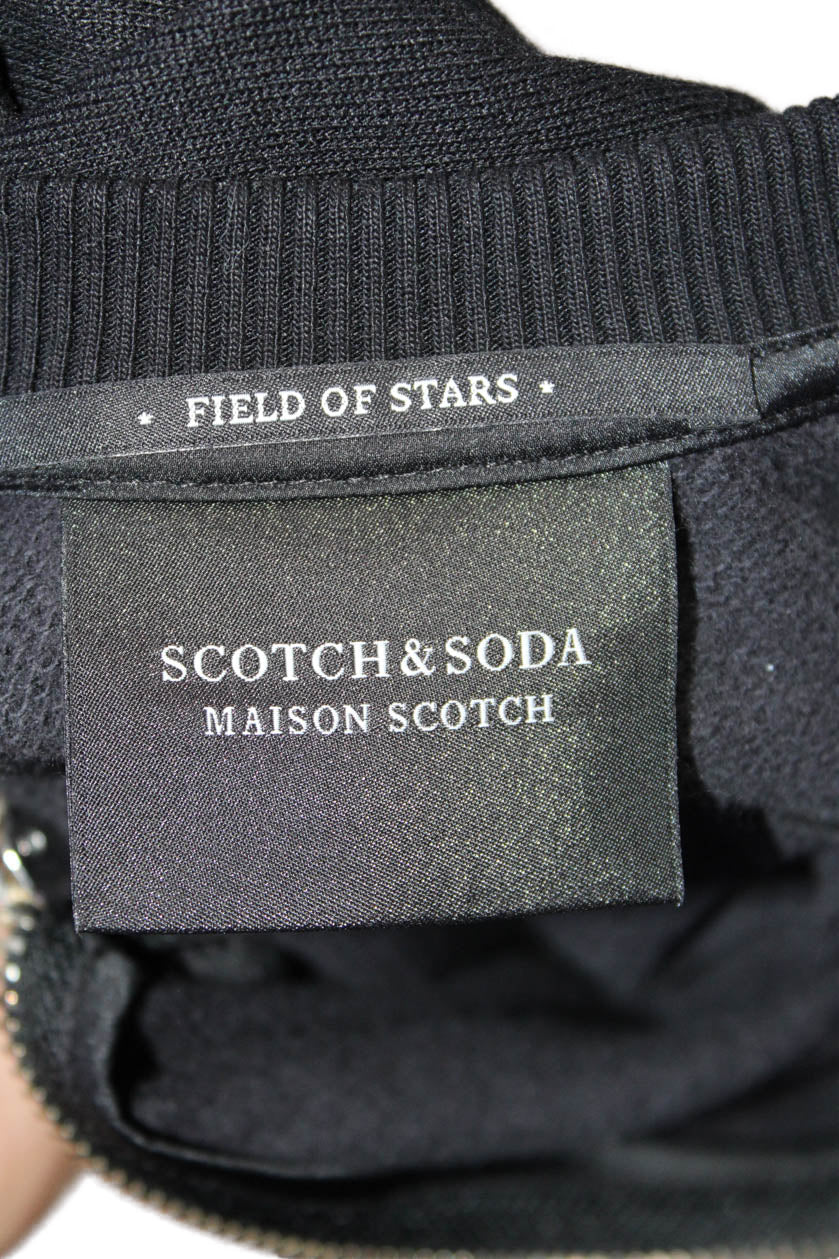 ★ FIELD OF STARS ★
SCOTCH & SODA
MAISON SCOTCH